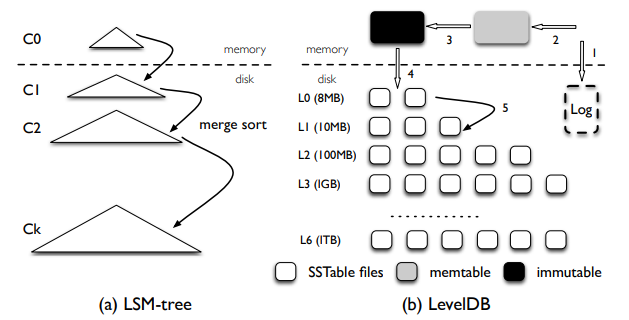 C0
memory
disk
C1
C2
merge sort
Ck
(a) LSM-tree
3
2
1
memory
disk
4
L0 (8MB)
5
Log
L1 (10MB)
L2 (100MB)
L3 (1GB)
L6 (1TB)
SSTable files
memtable
immutable
(b) LevelDB